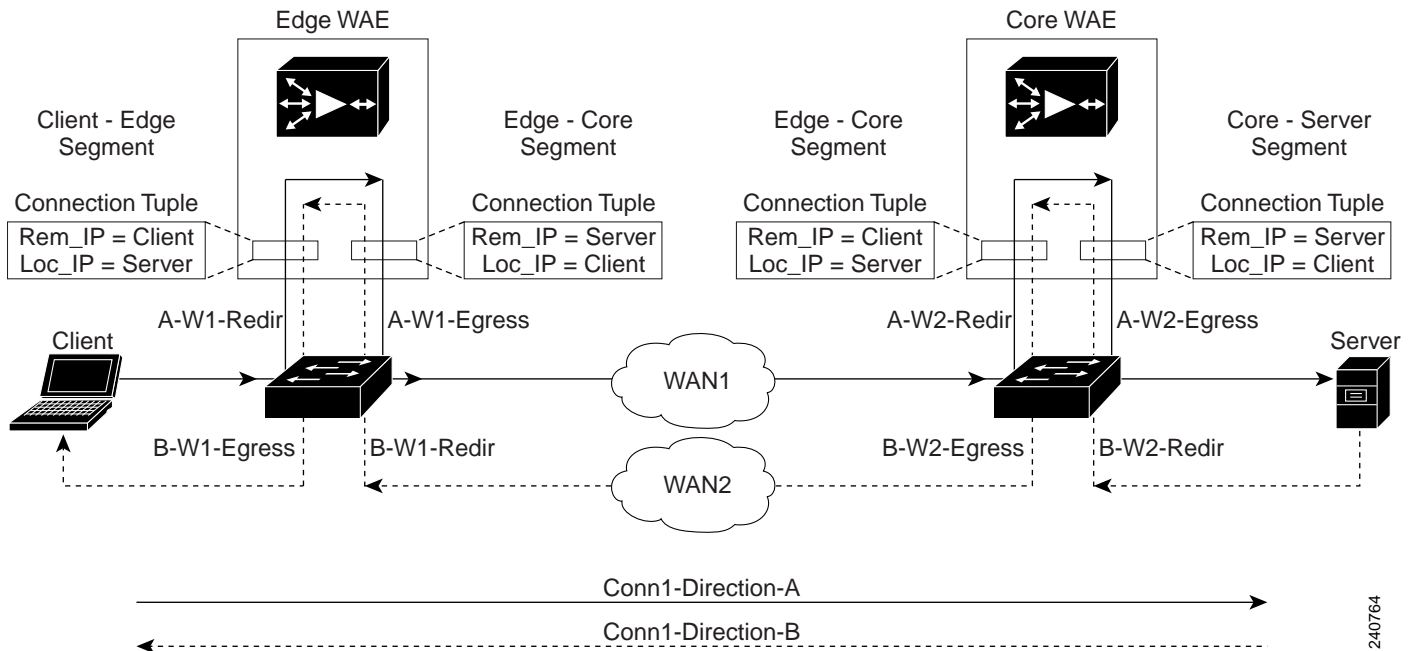 Edge WAE
Core WAE
Client - Edge
Segment
Edge - Core
Segment
Edge - Core
Segment
Core - Server
Segment
Connection Tuple
Rem_IP = Client
Loc_IP = Server
Connection Tuple
Rem_IP = Server
Loc_IP = Client
Connection Tuple
Rem_IP = Client
Loc_IP = Server
Connection Tuple
Rem_IP = Server
Loc_IP = Client
A-W1-Redir
A-W1-Egress
A-W2-Redir
A-W2-Egress
Client
Server
WAN1
B-W1-Egress
B-W1-Redir
B-W2-Egress
B-W2-Redir
WAN2
Conn1-Direction-A
Conn1-Direction-B
240764